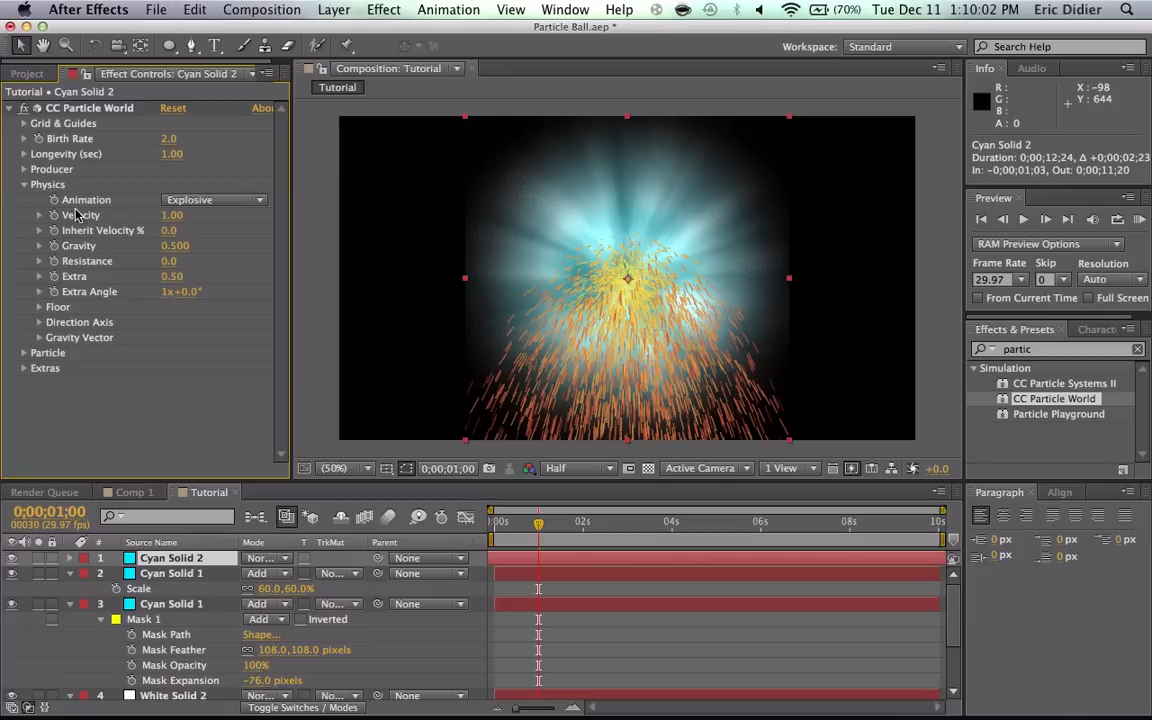 After Effects File Edit Composition Layer Effect Animation View Window Help (70%) Tue Dec 11 1:10:02 PM Eric Didier
Particle Ball.aep *
Workspace: Standard Search Help
Project Effect Controls: Cyan Solid 2
Composition: Tutorial
Info Audio
Tutorial • Cyan Solid 2
Tutorial
fx CC Particle World Reset Abou
Grid & Guides
Birth Rate 2.0
Longevity (sec) 1.00
Producer
Physics
Animation Explosive
Velocity 1.00
Inherit Velocity % 0.0
Gravity 0.500
Resistance 0.0
Extra 0.50
Extra Angle 1x+0.0°
Floor
Direction Axis
Gravity Vector
Particle
Extras
R: X: -98
G: Y: 644
B:
A: 0
Cyan Solid 2
Duration: 0;00;12;24, Δ +0;00;02;23
In: -0;00;01;03, Out: 0;00;11;20
Preview
RAM Preview Options
Frame Rate Skip Resolution
29.97 0 Auto
From Current Time Full Screen
Effects & Presets Charact
partic
Simulation
CC Particle Systems II
CC Particle World
Particle Playground
(50%) 0;00;01;00 Half Active Camera 1 View +0.0
Render Queue Comp 1 Tutorial
0;00;01;00
00030 (29.97 fps)
:00s 02s 04s 06s 08s 10s
# Source Name Mode T TrkMat Parent
1 Cyan Solid 2 Nor... None
2 Cyan Solid 1 Add No... None
Scale 60.0,60.0%
3 Cyan Solid 1 Add No... None
Mask 1 Add Inverted
Mask Path Shape...
Mask Feather 108.0,108.0 pixels
Mask Opacity 100%
Mask Expansion -76.0 pixels
4 White Solid 2 Nor... No... None
Toggle Switches / Modes
Paragraph Align
0 px 0 px 0 px
0 px 0 px